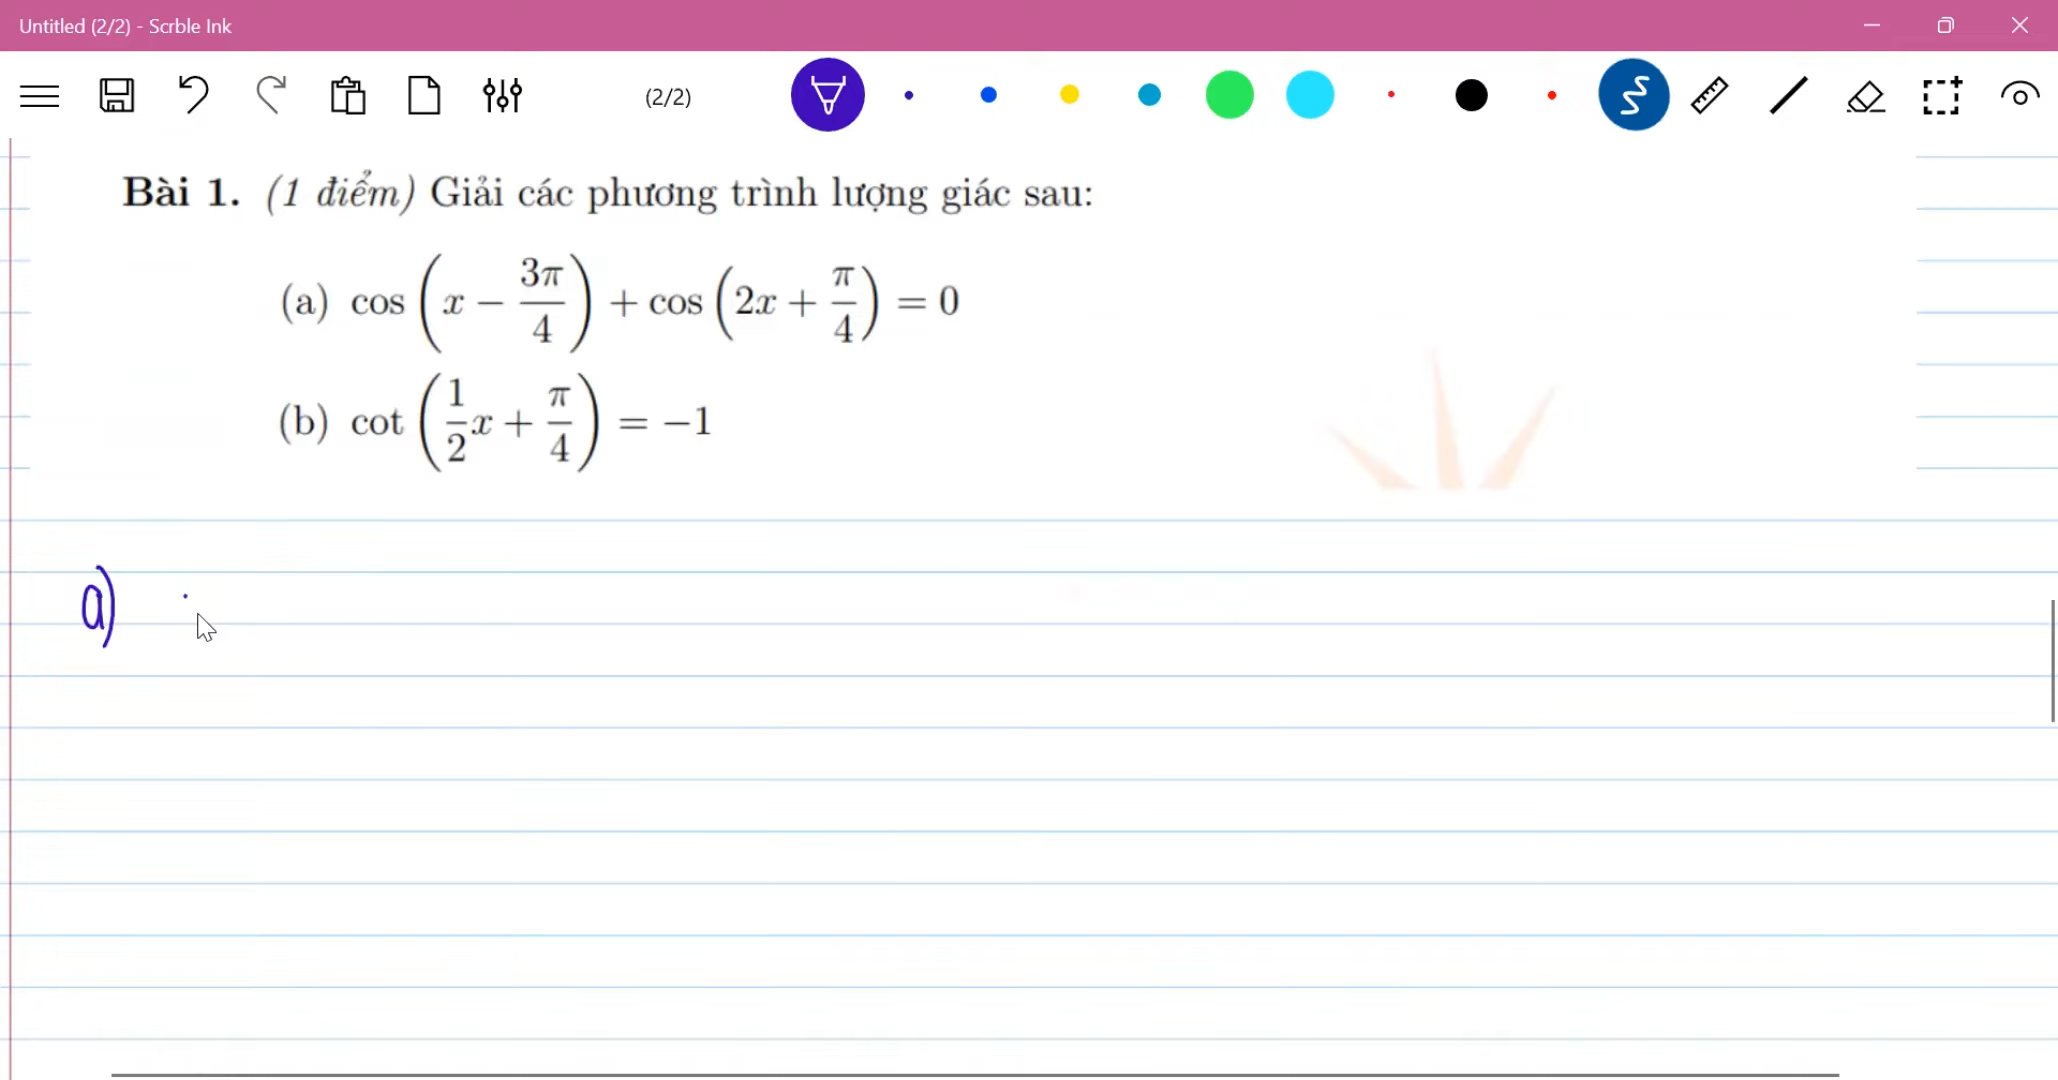 Untitled (2/2) - Scrble Ink
(2/2)
Bài 1. (1 điểm) Giải các phương trình lượng giác sau:
(a) cos(x − 3π/4) + cos(2x + π/4) = 0
(b) cot(1/2 x + π/4) = −1
a)